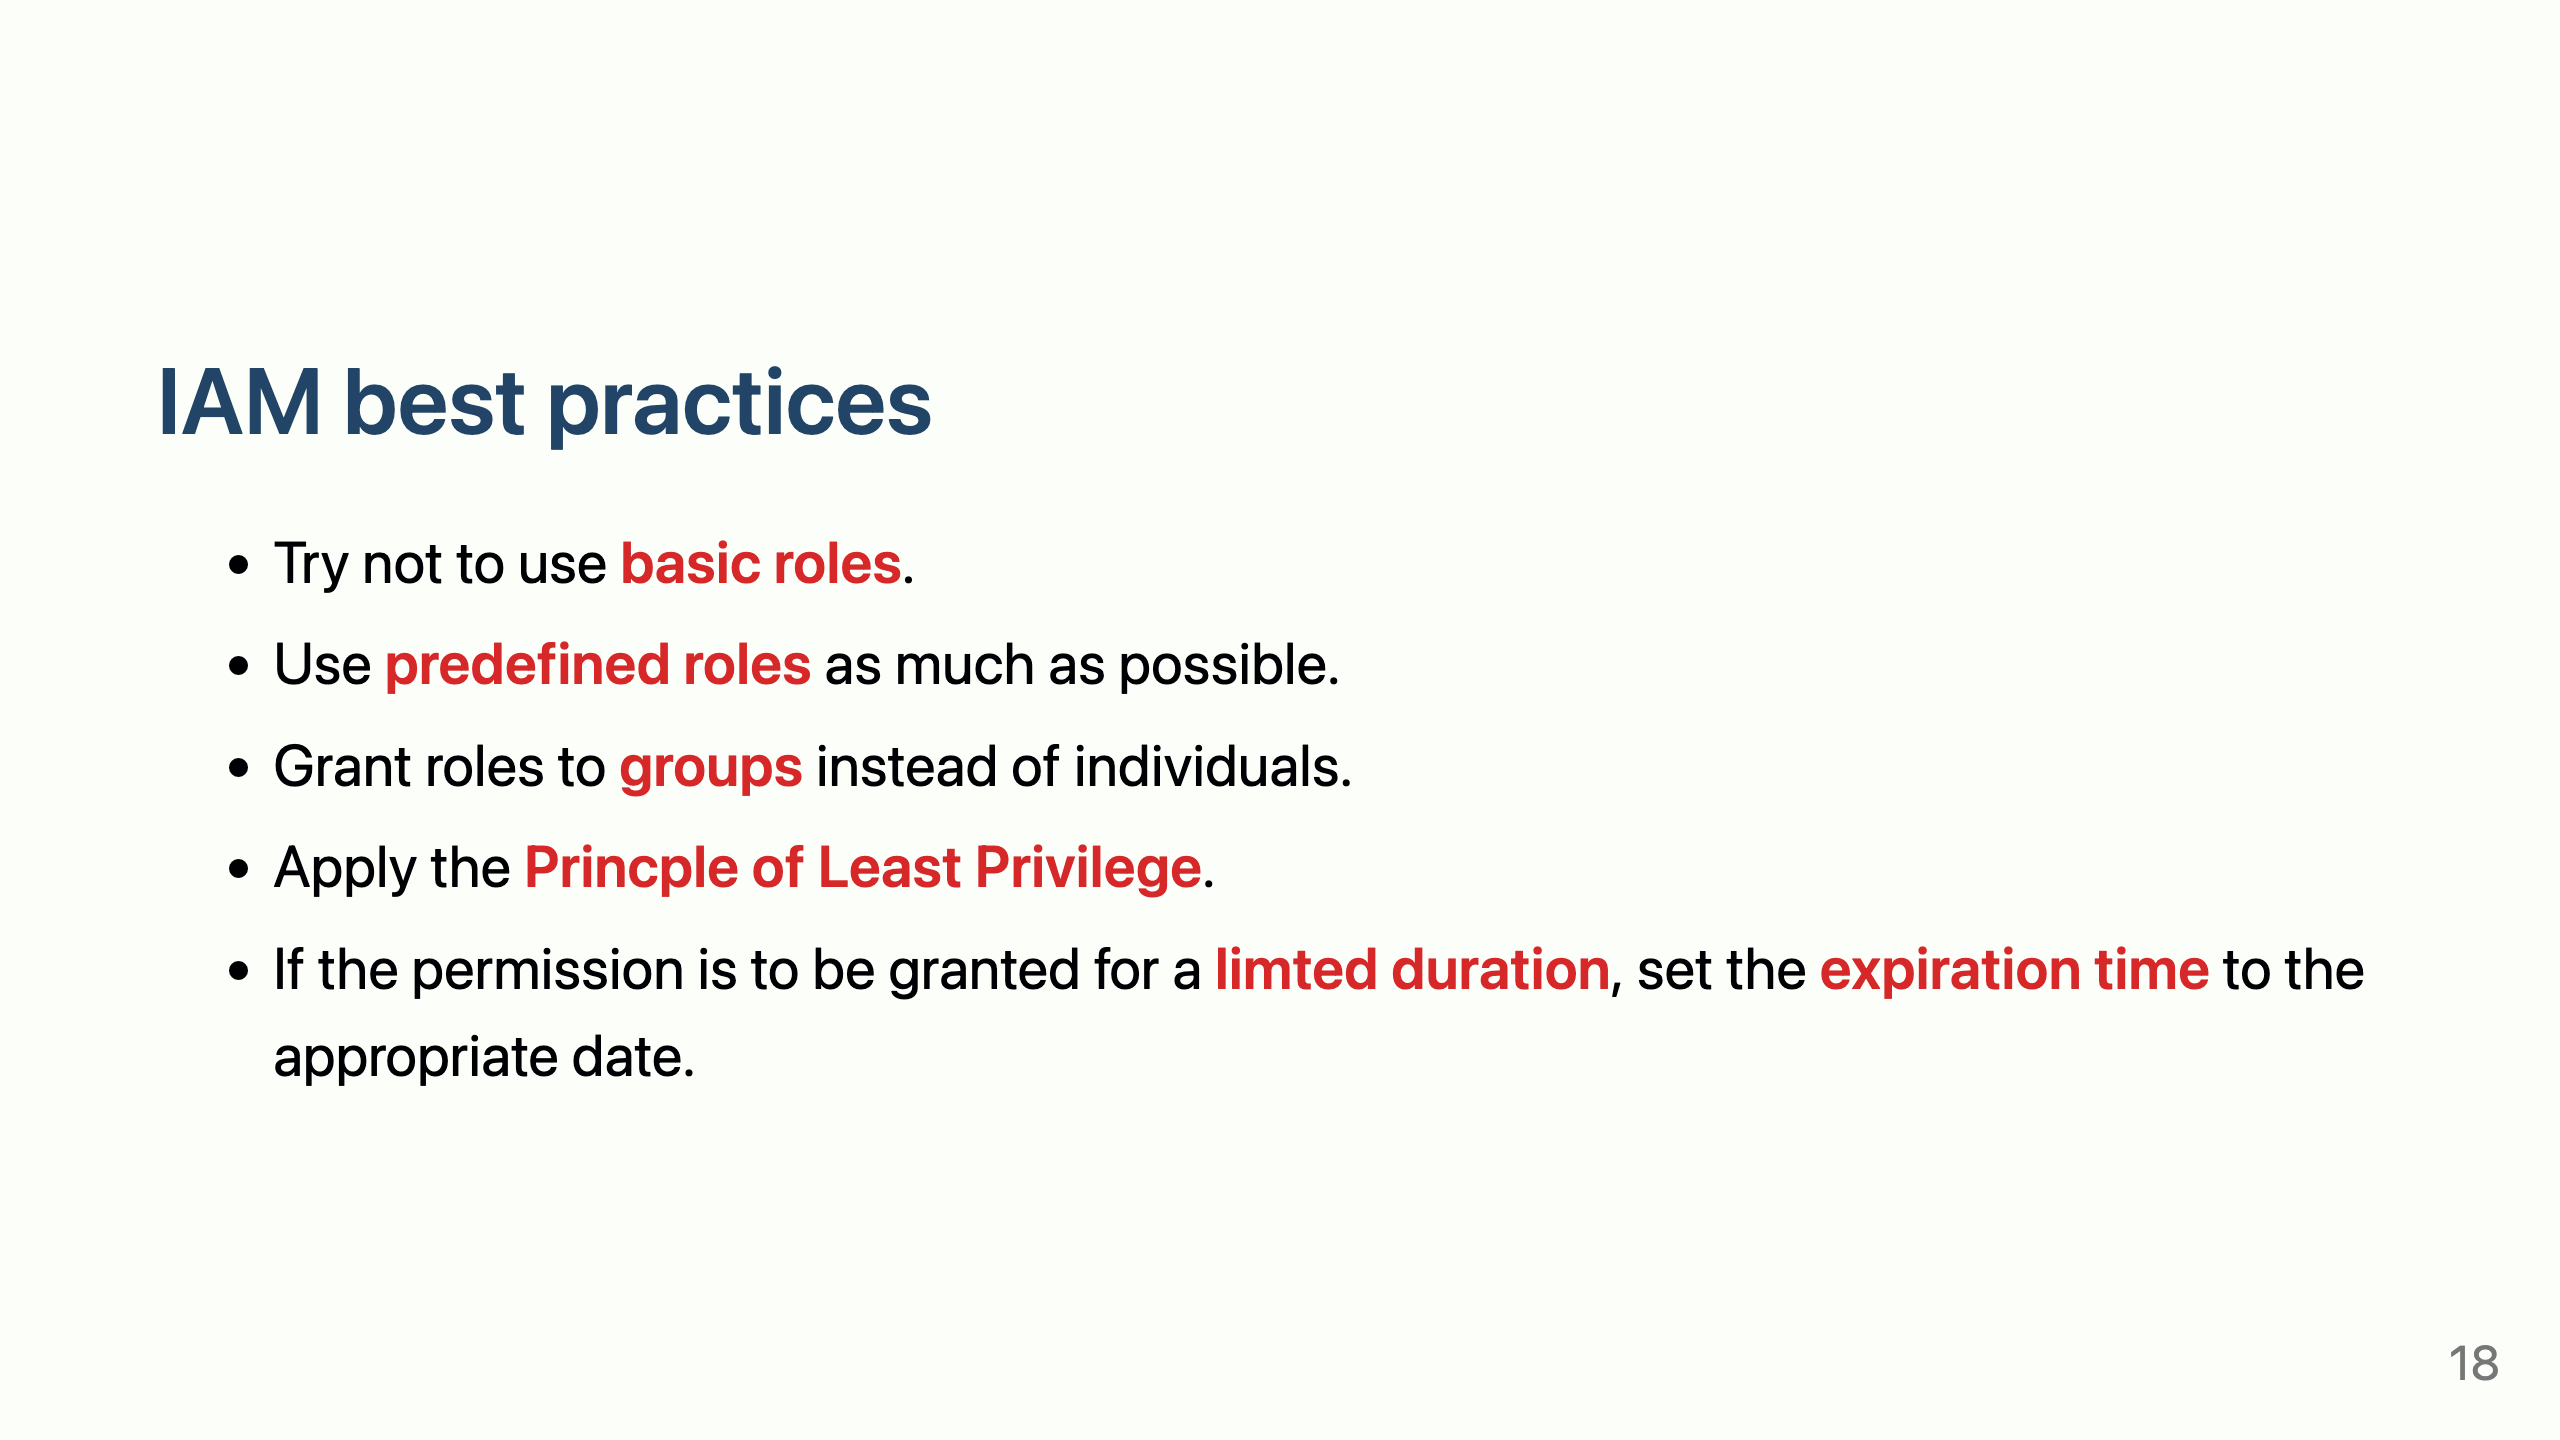 IAM best practices
• Try not to use basic roles.
• Use predefined roles as much as possible.
• Grant roles to groups instead of individuals.
• Apply the Princple of Least Privilege.
• If the permission is to be granted for a limted duration, set the expiration time to the
appropriate date.
18